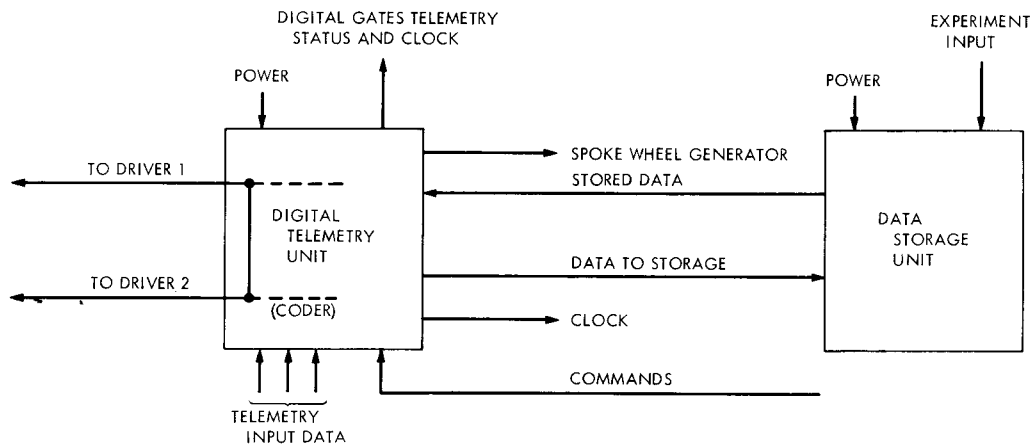 DIGITAL GATES TELEMETRY
STATUS AND CLOCK
EXPERIMENT
INPUT
POWER
POWER
TO DRIVER 1
SPOKE WHEEL GENERATOR
STORED DATA
DIGITAL
TELEMETRY
UNIT
DATA
STORAGE
UNIT
DATA TO STORAGE
TO DRIVER 2
(CODER)
CLOCK
COMMANDS
TELEMETRY
INPUT DATA